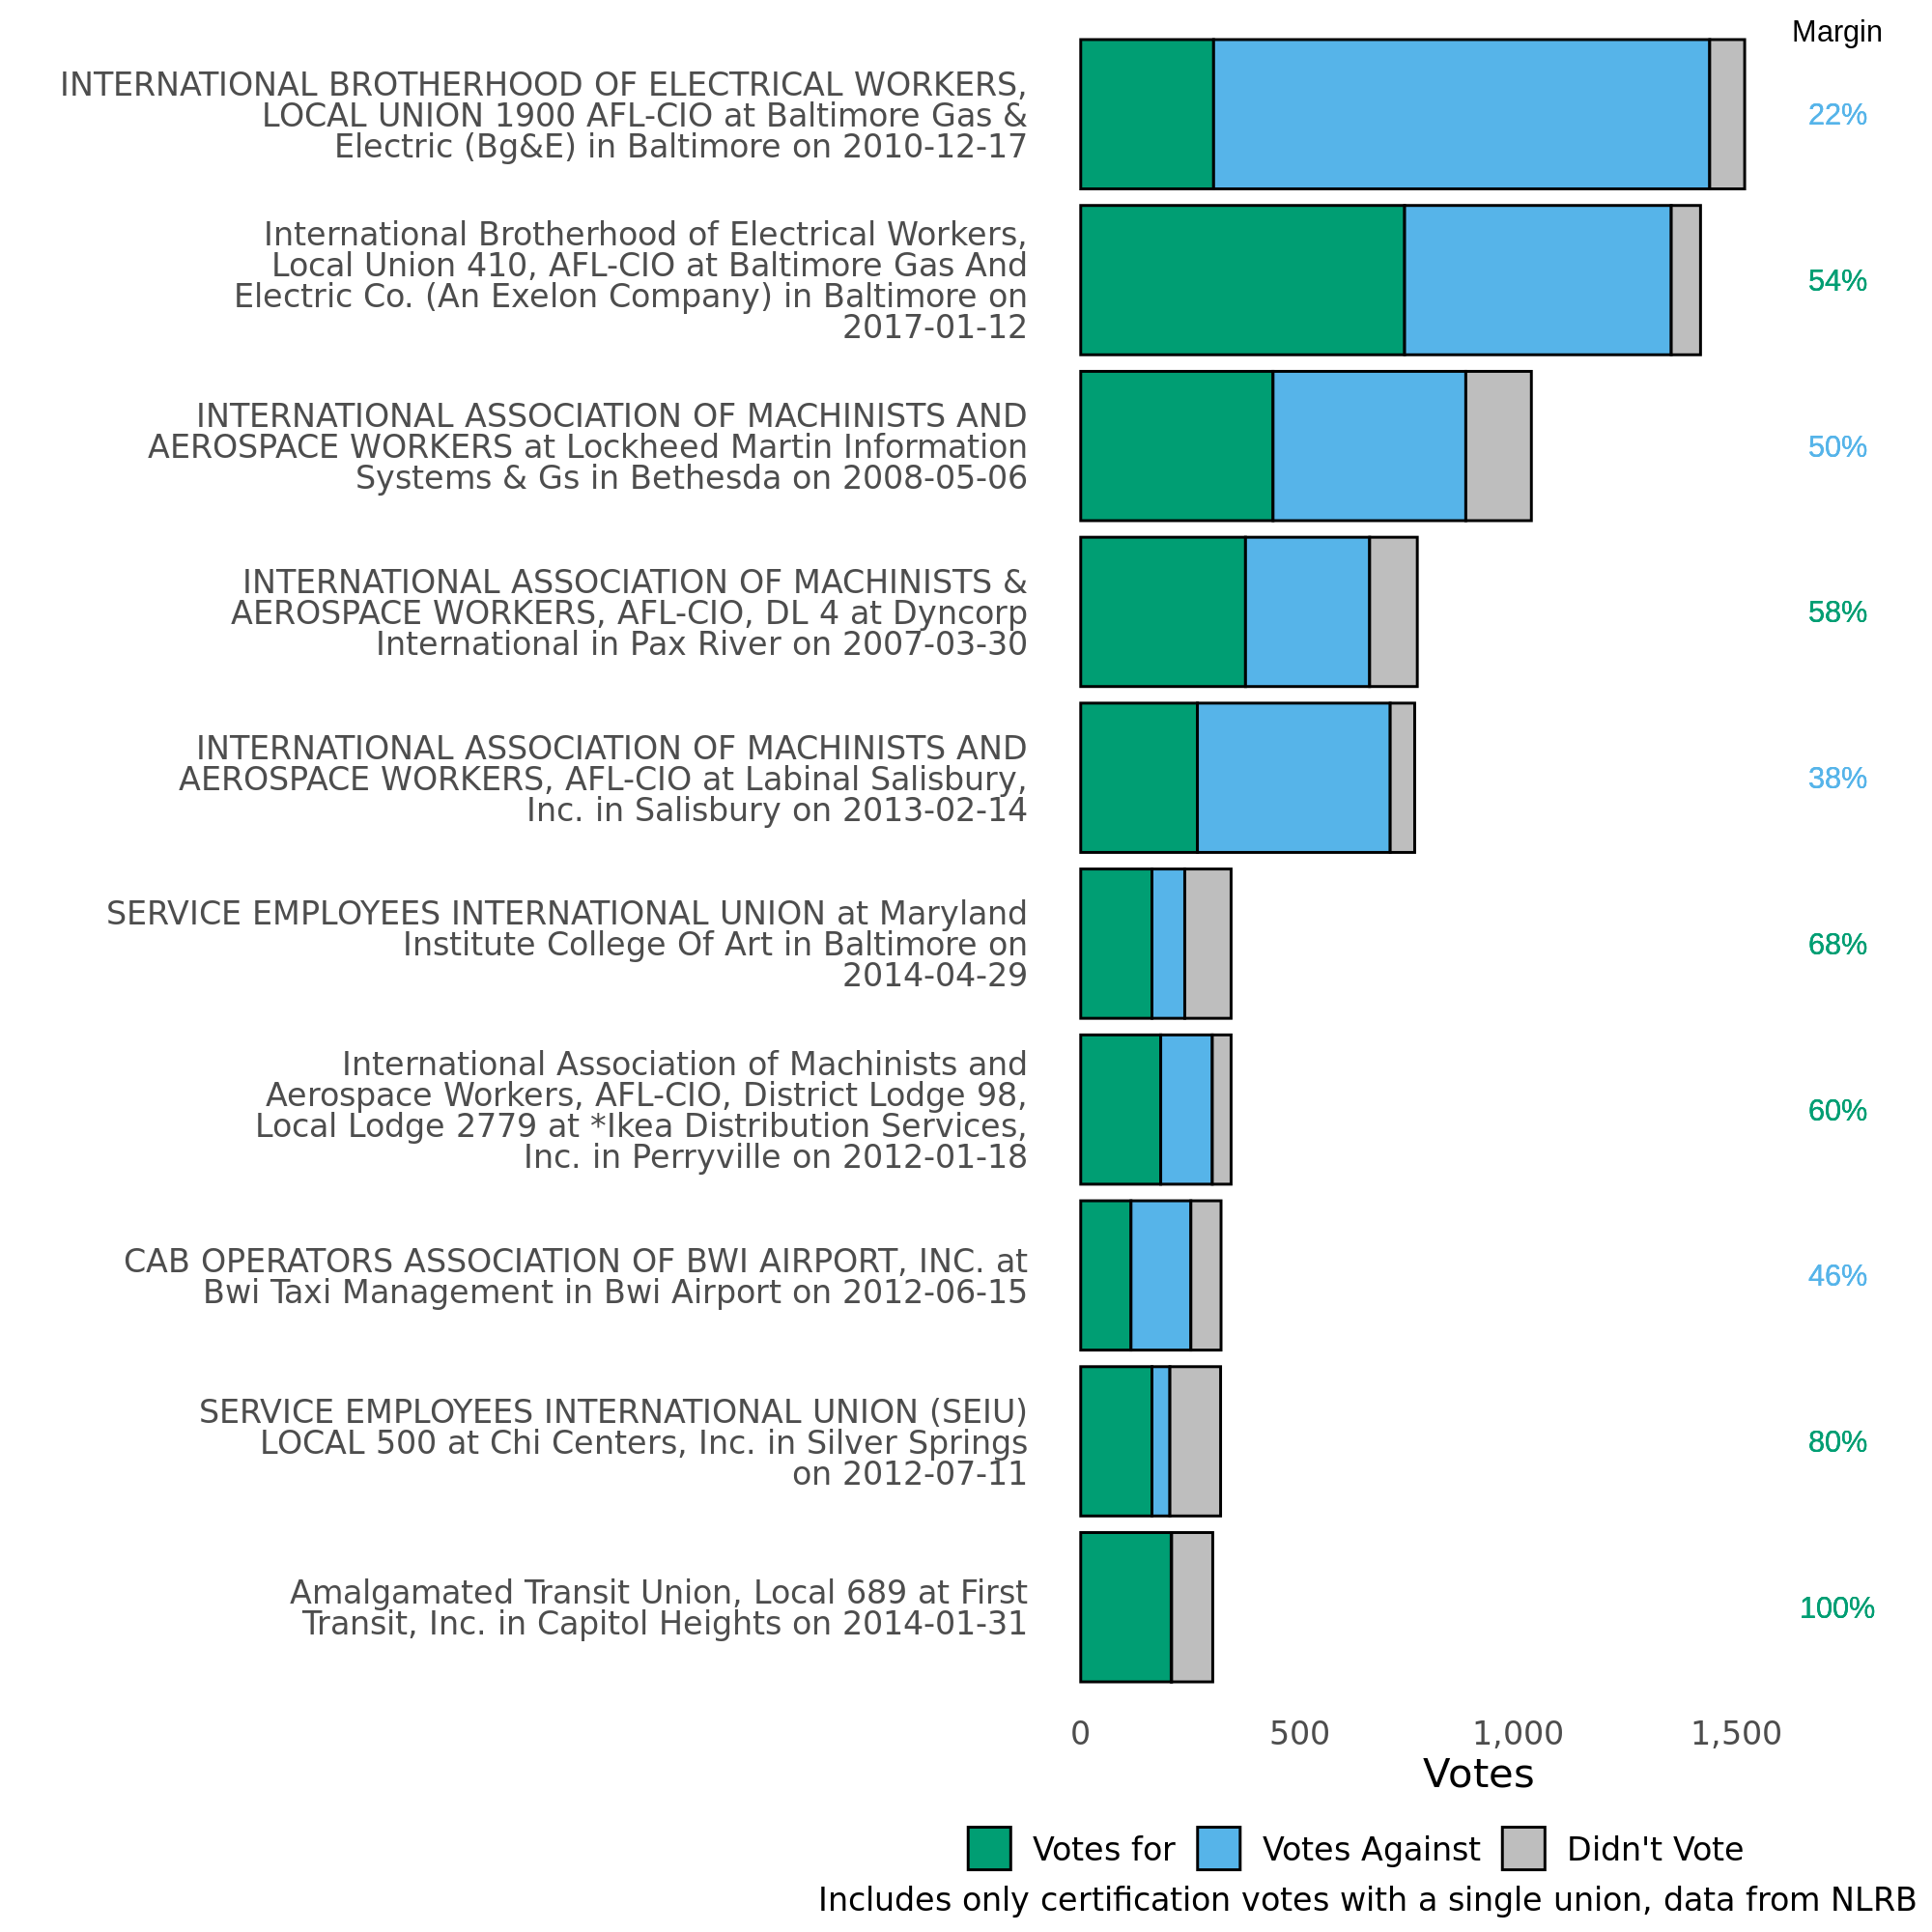 Margin
INTERNATIONAL BROTHERHOOD OF ELECTRICAL WORKERS,
LOCAL UNION 1900 AFL-CIO at Baltimore Gas &
Electric (Bg&E) in Baltimore on 2010-12-17
22%
International Brotherhood of Electrical Workers,
Local Union 410, AFL-CIO at Baltimore Gas And
Electric Co. (An Exelon Company) in Baltimore on
2017-01-12
54%
INTERNATIONAL ASSOCIATION OF MACHINISTS AND
AEROSPACE WORKERS at Lockheed Martin Information
Systems & Gs in Bethesda on 2008-05-06
50%
INTERNATIONAL ASSOCIATION OF MACHINISTS &
AEROSPACE WORKERS, AFL-CIO, DL 4 at Dyncorp
International in Pax River on 2007-03-30
58%
INTERNATIONAL ASSOCIATION OF MACHINISTS AND
AEROSPACE WORKERS, AFL-CIO at Labinal Salisbury,
Inc. in Salisbury on 2013-02-14
38%
SERVICE EMPLOYEES INTERNATIONAL UNION at Maryland
Institute College Of Art in Baltimore on
2014-04-29
68%
International Association of Machinists and
Aerospace Workers, AFL-CIO, District Lodge 98,
Local Lodge 2779 at *Ikea Distribution Services,
Inc. in Perryville on 2012-01-18
60%
CAB OPERATORS ASSOCIATION OF BWI AIRPORT, INC. at
Bwi Taxi Management in Bwi Airport on 2012-06-15
46%
SERVICE EMPLOYEES INTERNATIONAL UNION (SEIU)
LOCAL 500 at Chi Centers, Inc. in Silver Springs
on 2012-07-11
80%
Amalgamated Transit Union, Local 689 at First
Transit, Inc. in Capitol Heights on 2014-01-31
100%
0 500 1,000 1,500
Votes
Votes for Votes Against Didn't Vote
Includes only certification votes with a single union, data from NLRB